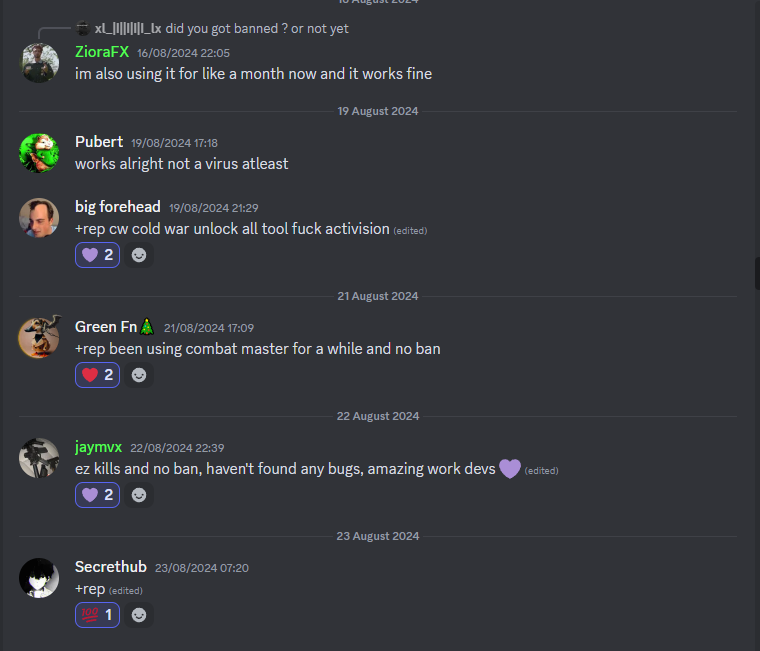 xl_|l||l|l|l_lx did you got banned ? or not yet
ZioraFX 16/08/2024 22:05
im also using it for like a month now and it works fine
19 August 2024
Pubert 19/08/2024 17:18
works alright not a virus atleast
big forehead 19/08/2024 21:29
+rep cw cold war unlock all tool fuck activision (edited)
2
21 August 2024
Green Fn🎄 21/08/2024 17:09
+rep been using combat master for a while and no ban
2
22 August 2024
jaymvx 22/08/2024 22:39
ez kills and no ban, haven't found any bugs, amazing work devs 💜 (edited)
2
23 August 2024
Secrethub 23/08/2024 07:20
+rep (edited)
💯 1